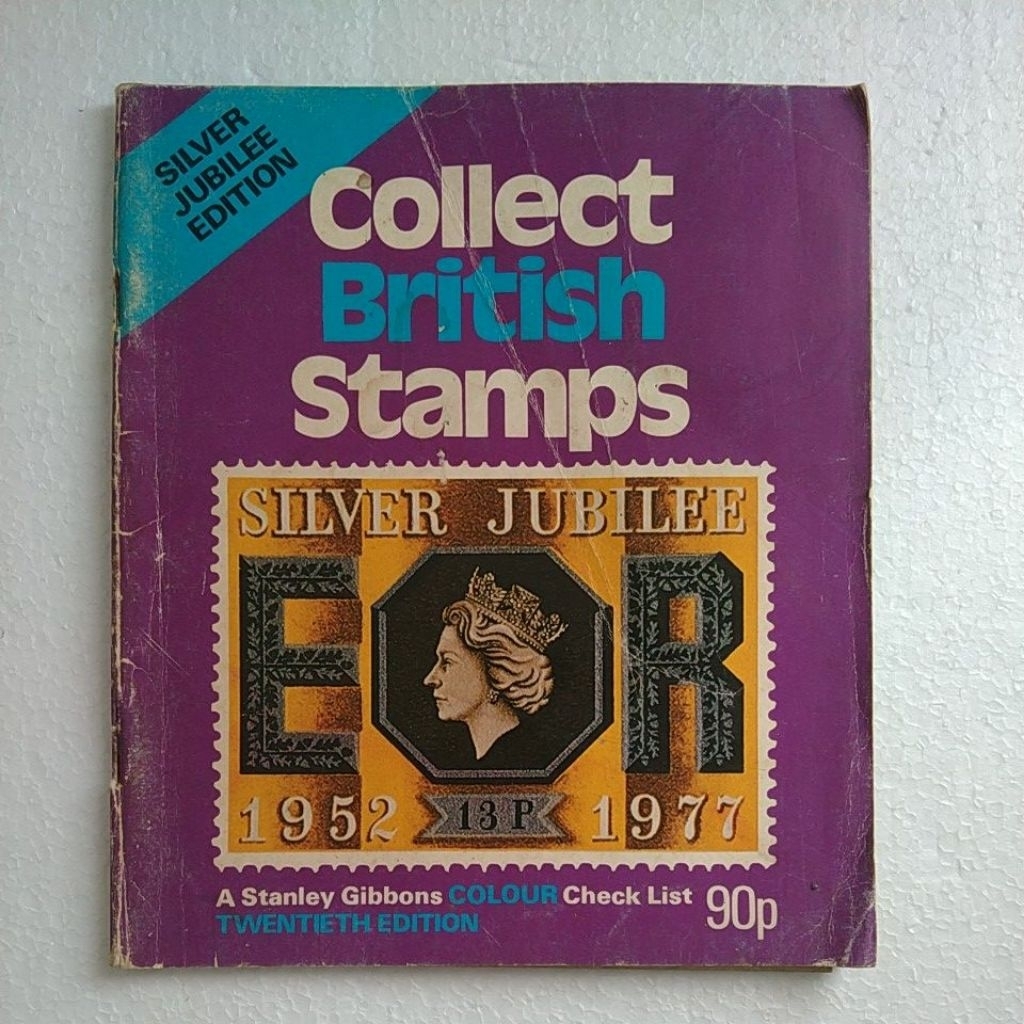 SILVER
JUBILEE
EDITION
Collect
British
Stamps
SILVER JUBILEE
E R
1952 13P 1977
A Stanley Gibbons COLOUR Check List 90p
TWENTIETH EDITION